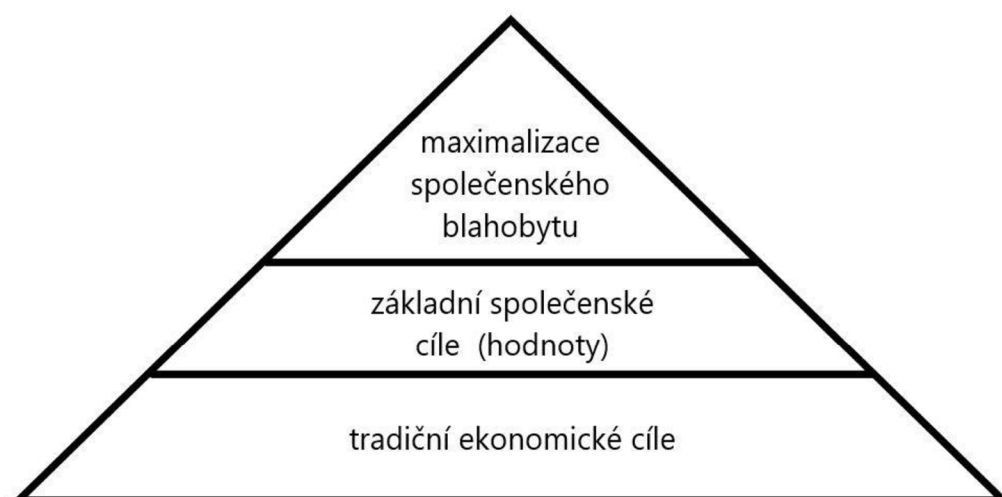 maximalizace
společenského
blahobytu
základní společenské
cíle (hodnoty)
tradiční ekonomické cíle